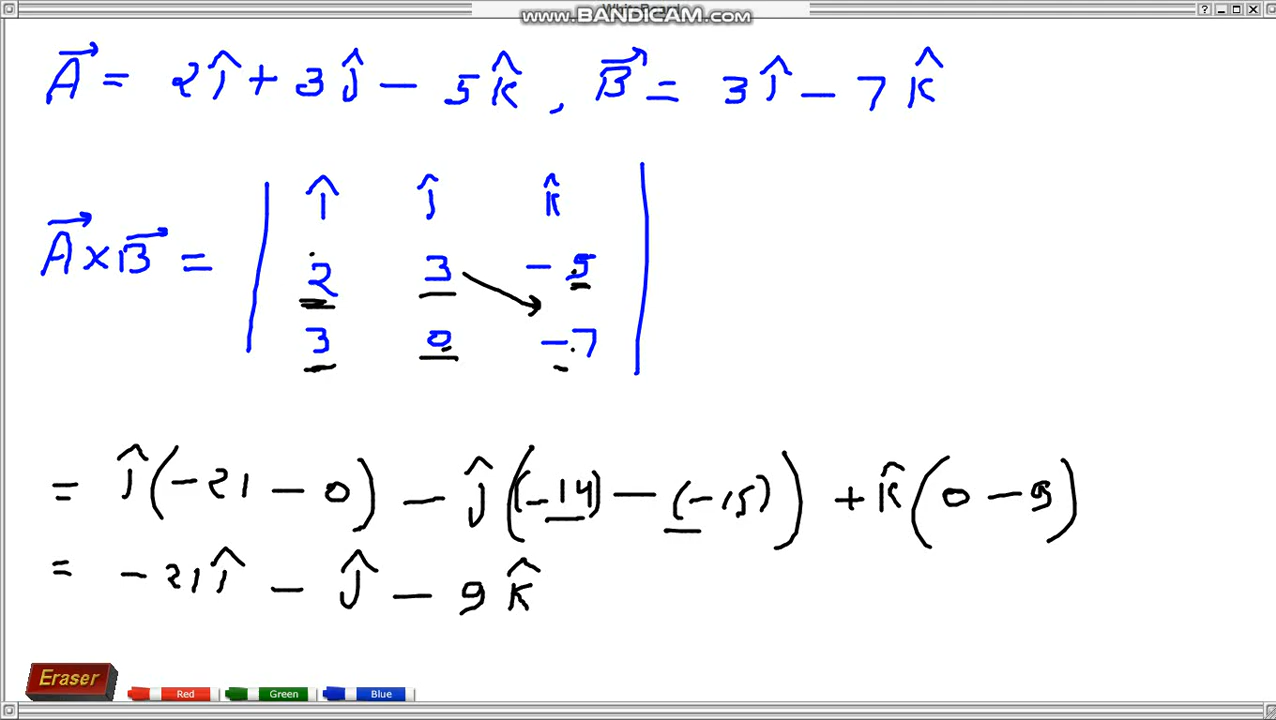 www.BANDICAM.com
A⃗ = 2î + 3ĵ - 5k̂ , B⃗ = 3î - 7k̂
î ĵ k̂
A⃗ × B⃗ = 2 3 -5
3 0 -7
= î(-21 - 0) - ĵ((-14) - (-15)) + k̂(0 - 9)
= -21î - ĵ - 9k̂
Eraser Red Green Blue